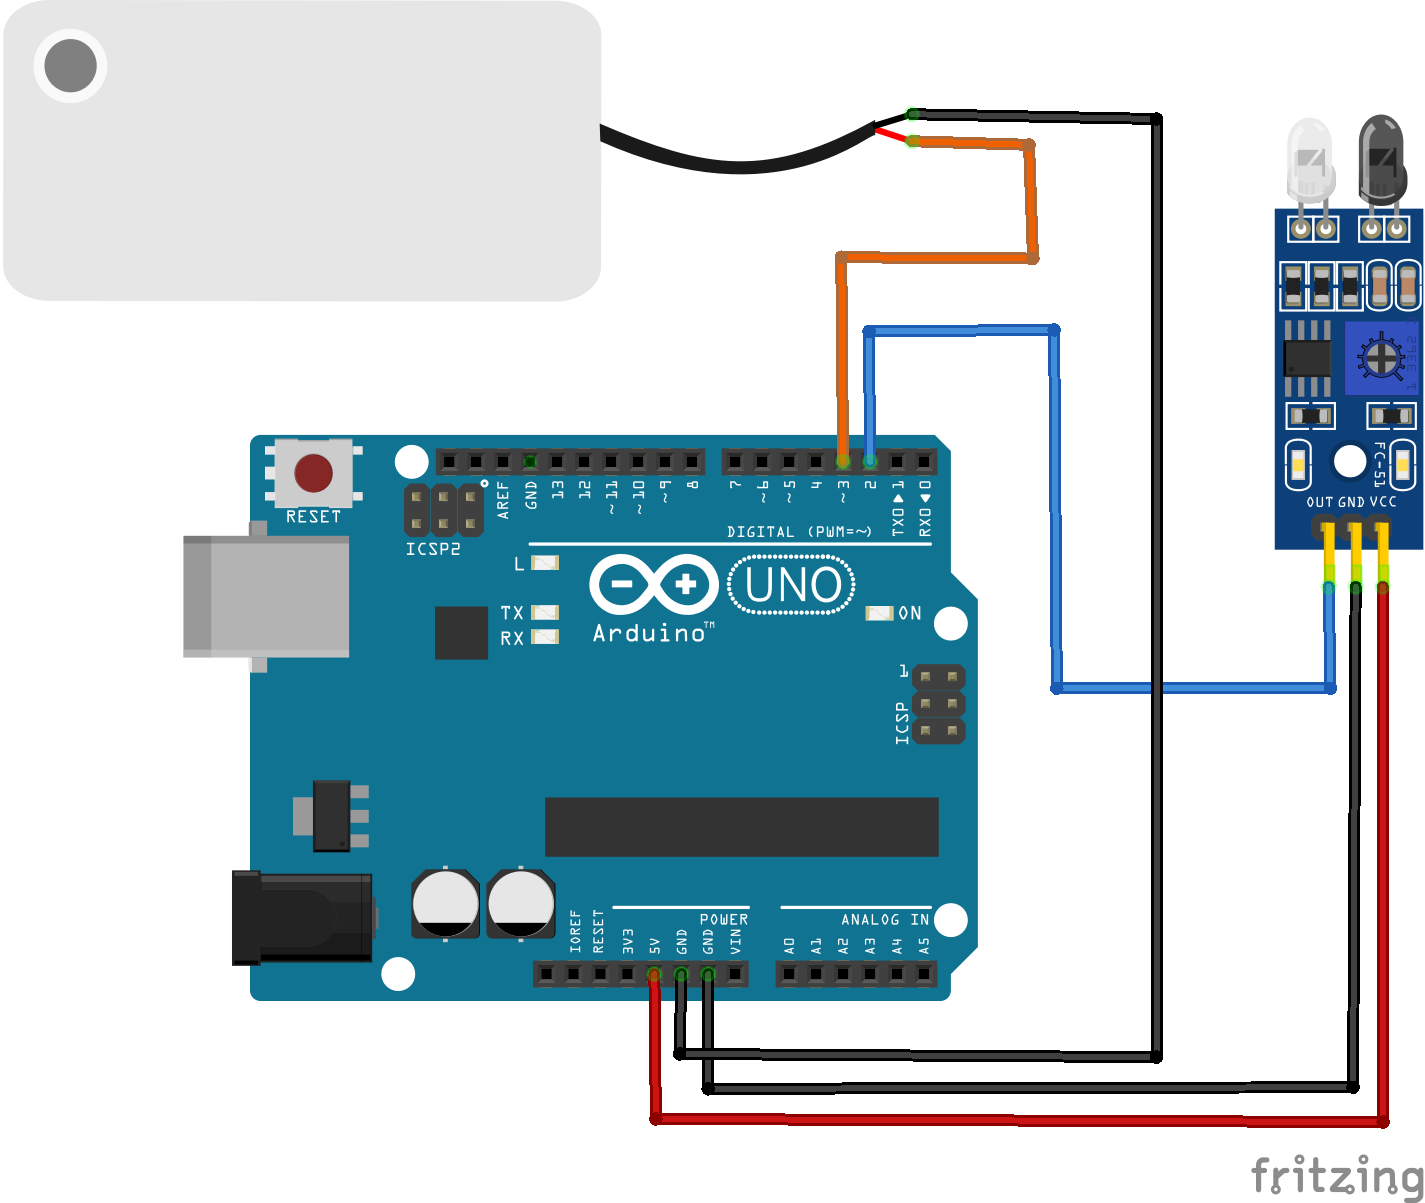 RESET
ICSP2
AREF
GND
13
12
~11
~10
~9
8
7
~6
~5
4
~3
2
TX0▶1
RX0◀0
DIGITAL (PWM=~)
L
TX
RX
UNO
Arduino™
ON
1
ICSP
FC-51
OUT GND VCC
POWER
ANALOG IN
IOREF
RESET
3V3
5V
GND
GND
VIN
A0
A1
A2
A3
A4
A5
fritzing